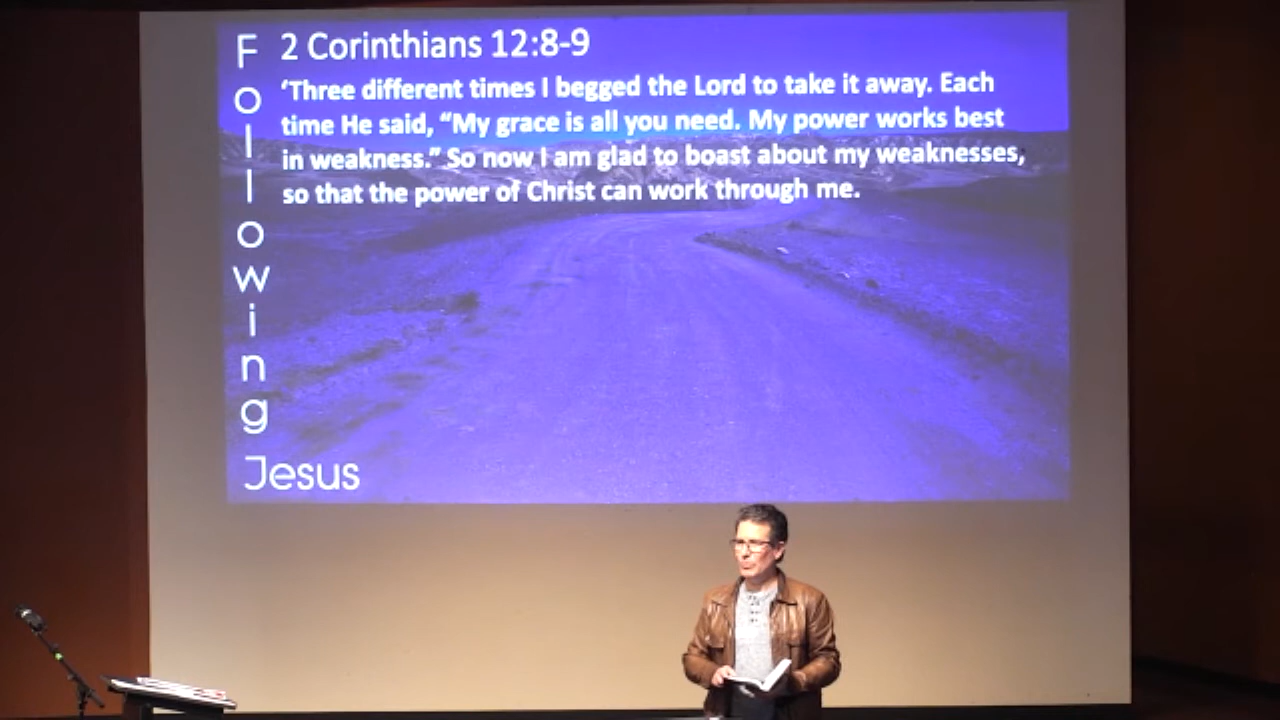 2 Corinthians 12:8-9
‘Three different times I begged the Lord to take it away. Each
time He said, “My grace is all you need. My power works best
in weakness.” So now I am glad to boast about my weaknesses,
so that the power of Christ can work through me.
Following
Jesus